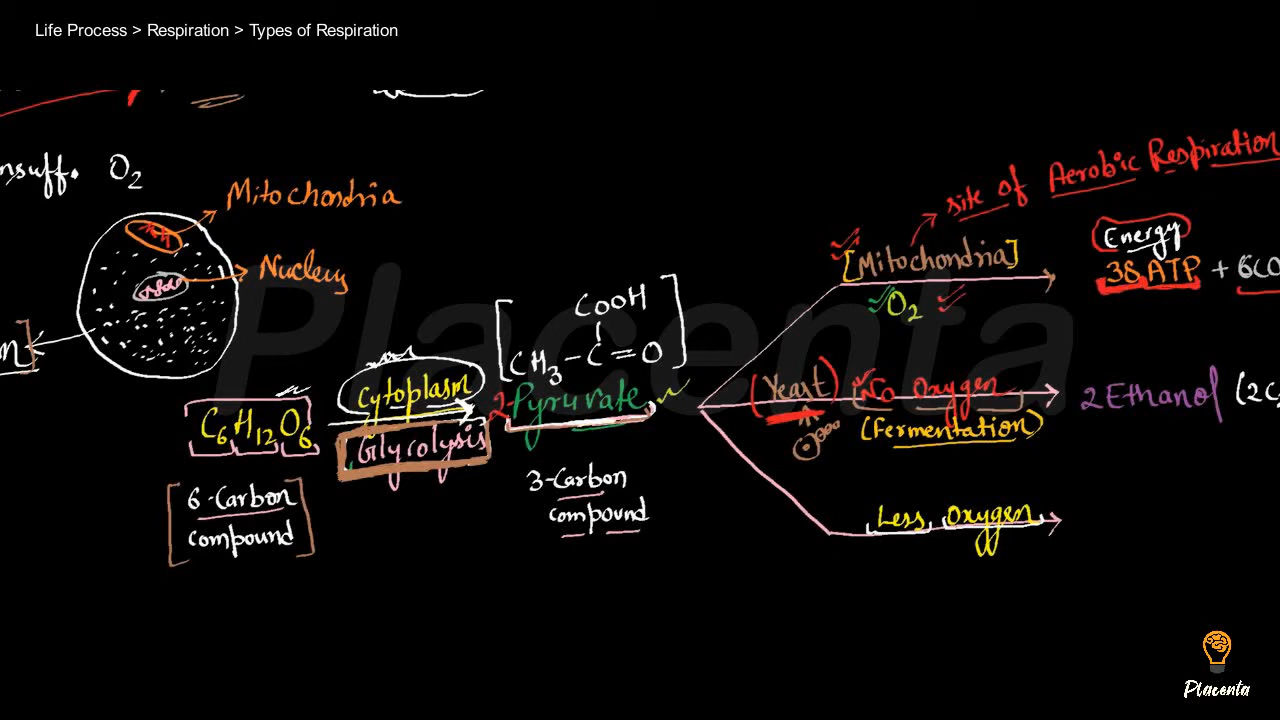 Life Process > Respiration > Types of Respiration
nsuff. O2
Mitochondria
Nucleus
site of Aerobic Respiration
Energy
[Mitochondria]
38 ATP + 6CO
O2
COOH
CH3 - C = O
Cytoplasm
C6H12O6
Glycolysis
2-Pyruvate
(Yeast) No Oxygen
(Fermentation)
2 Ethanol (2C
6-Carbon
compound
3-Carbon
compound
Less Oxygen
Placenta
Placenta